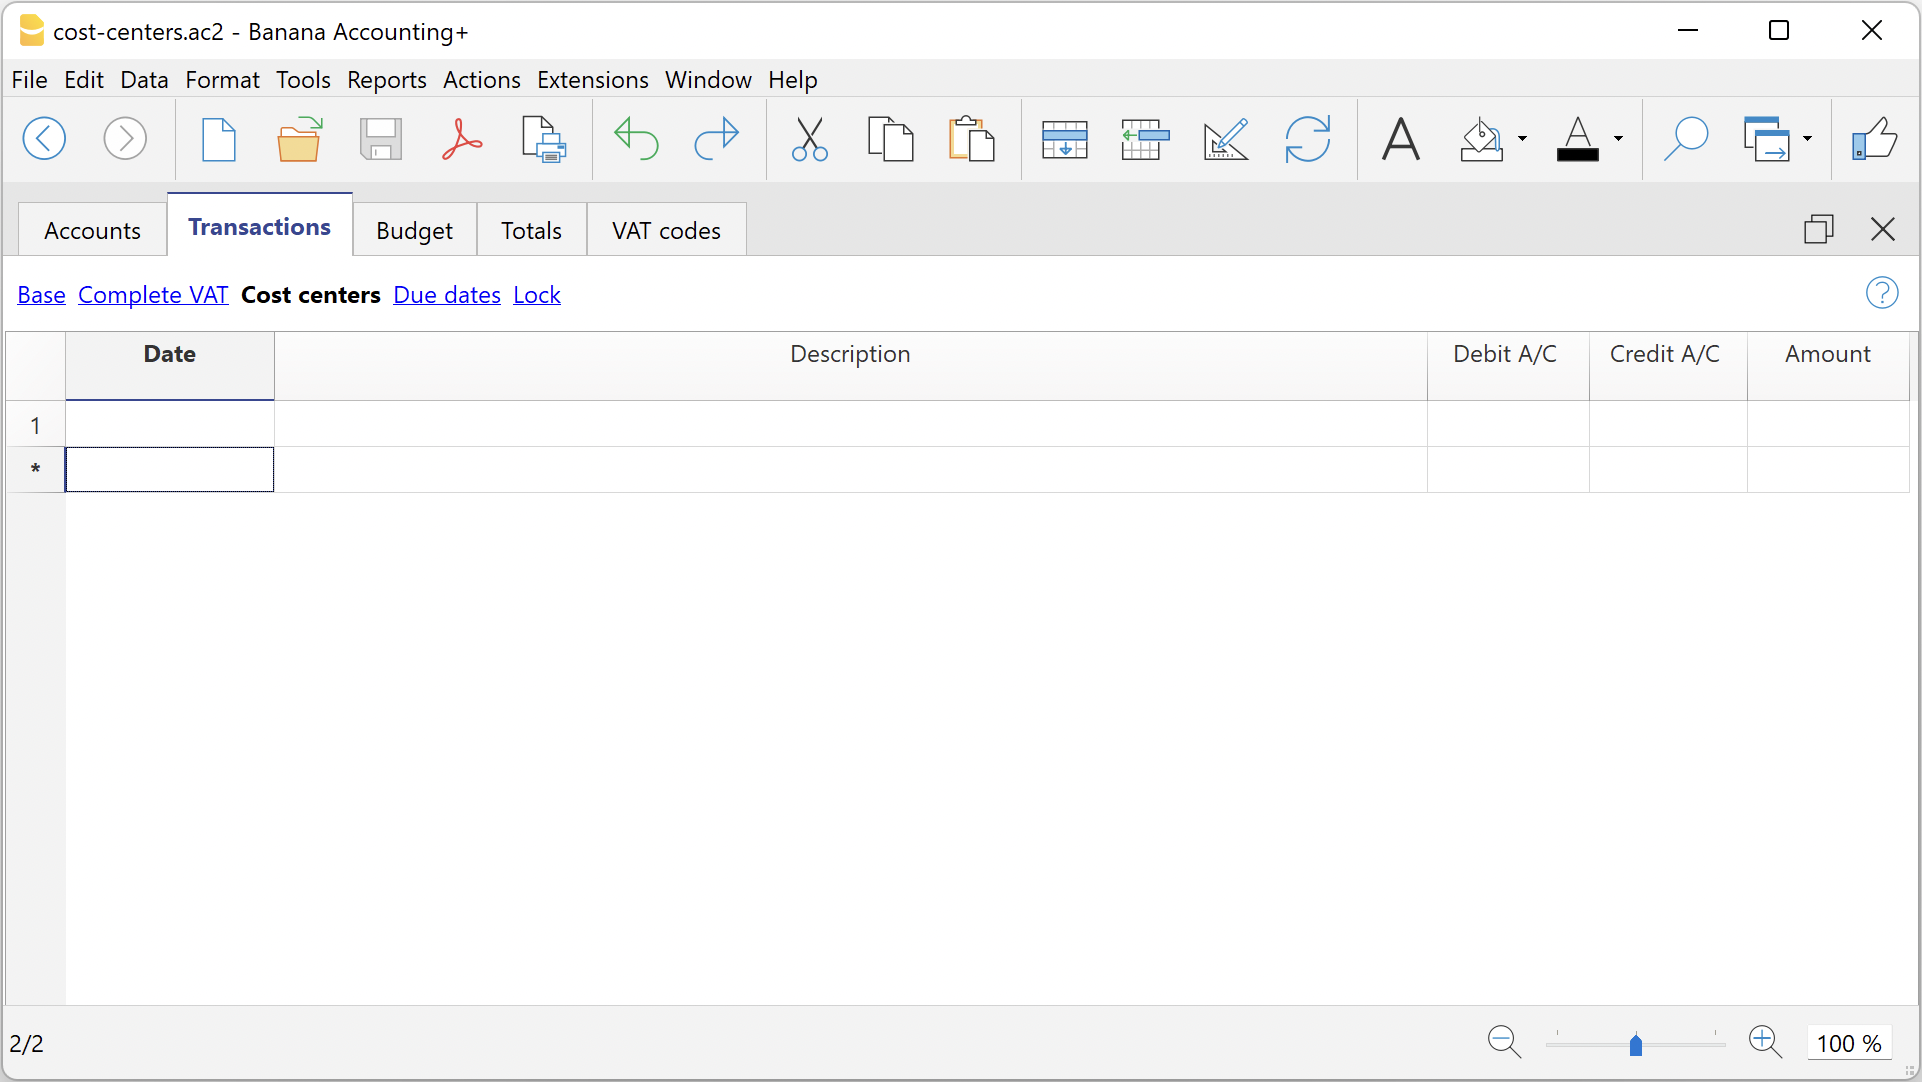 cost-centers.ac2 - Banana Accounting+
File Edit Data Format Tools Reports Actions Extensions Window Help
Accounts Transactions Budget Totals VAT codes
Base Complete VAT Cost centers Due dates Lock
Date Description Debit A/C Credit A/C Amount
1
*
2/2 100 %